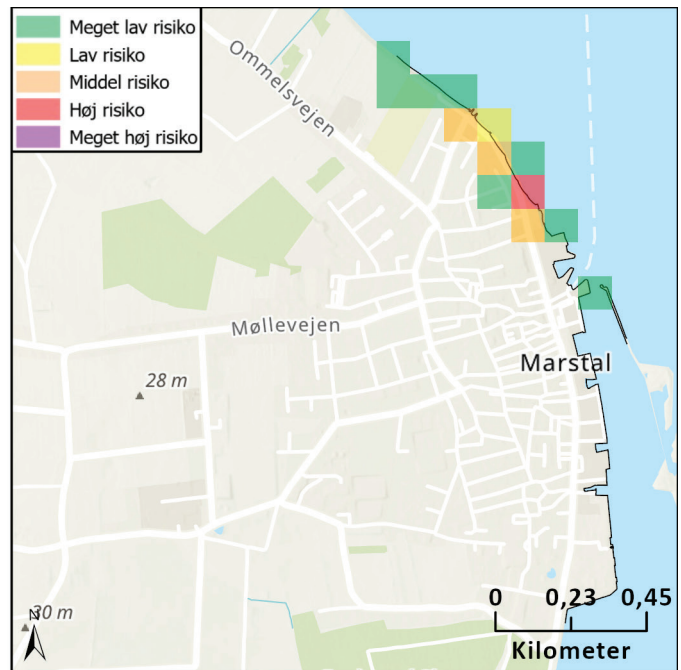 Meget lav risiko
Lav risiko
Middel risiko
Høj risiko
Meget høj risiko
Ommelsvejen
Møllevejen
Marstal
28 m
30 m
N
0 0,23 0,45
Kilometer